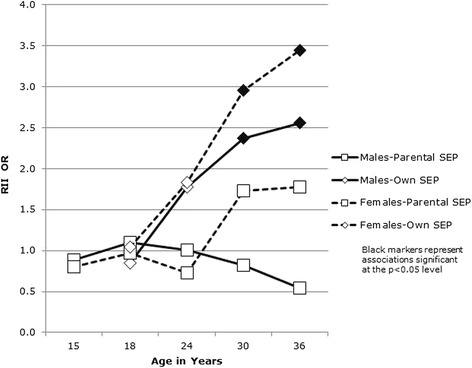 4.0
3.5
3.0
2.5
2.0
1.5
1.0
0.5
0.0
RII OR
15 18 24 30 36
Age in Years
Males-Parental SEP
Males-Own SEP
Females-Parental SEP
Females-Own SEP
Black markers represent
associations significant
at the p<0.05 level